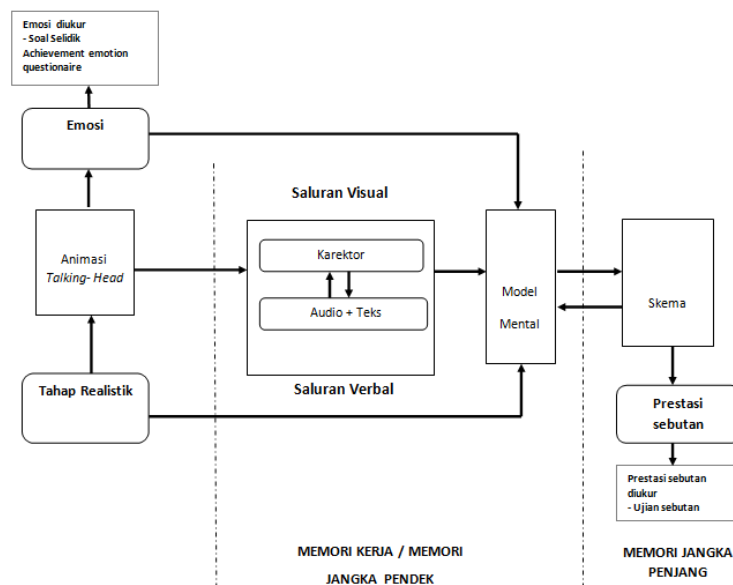 Emosi diukur
- Soal Selidik
Achievement emotion
questionaire
Emosi
Saluran Visual
Animasi
Talking- Head
Karektor
Audio + Teks
Model
Mental
Skema
Tahap Realistik
Saluran Verbal
Prestasi
sebutan
Prestasi sebutan
diukur
- Ujian sebutan
MEMORI KERJA / MEMORI
JANGKA PENDEK
MEMORI JANGKA
PENJANG